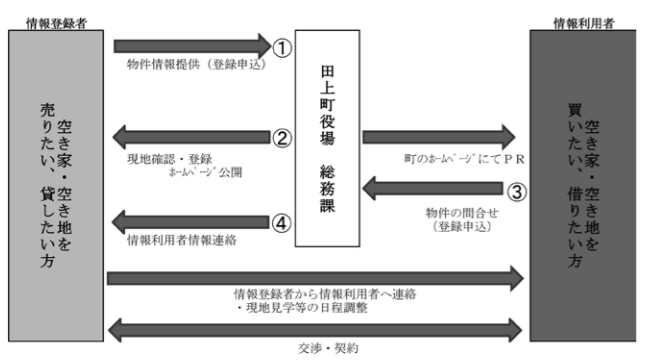 情報登録者
情報利用者
空き家・空き地を
売りたい、貸したい方
①
物件情報提供（登録申込）
田上町役場 総務課
空き家・空き地を
買いたい、借りたい方
②
現地確認・登録
ﾎｰﾑﾍﾟｰｼﾞ公開
町のﾎｰﾑﾍﾟｰｼﾞにてＰＲ
③
物件の問合せ
（登録申込）
④
情報利用者情報連絡
情報登録者から情報利用者へ連絡
・現地見学等の日程調整
交渉・契約